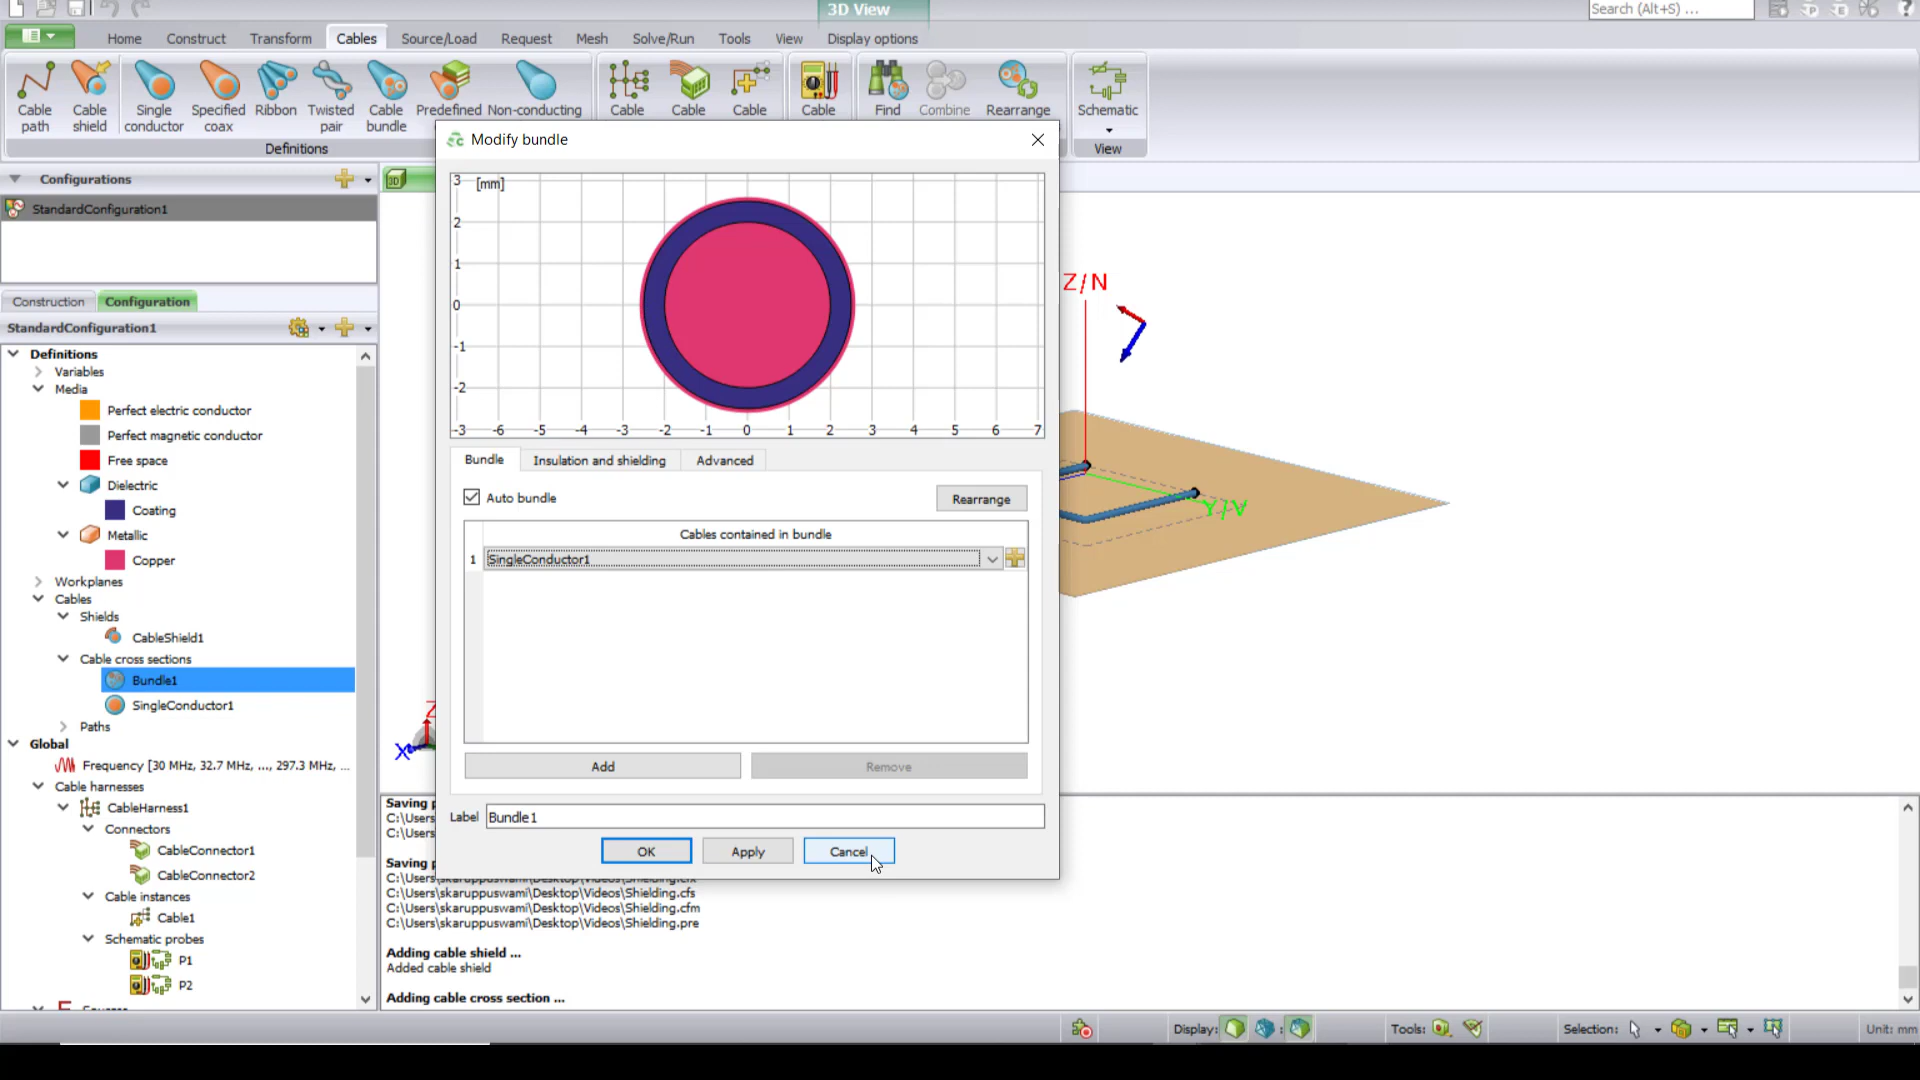 3D View
Search (Alt+S) ...
Home Construct Transform Cables Source/Load Request Mesh Solve/Run Tools View Display options
Cable path
Cable shield
Single conductor
Specified coax
Ribbon
Twisted pair
Cable bundle
Predefined
Non-conducting
Cable
Cable
Cable
Cable
Find
Combine
Rearrange
Schematic
Definitions
View
Configurations
StandardConfiguration1
Construction Configuration
StandardConfiguration1
Definitions
Variables
Media
Perfect electric conductor
Perfect magnetic conductor
Free space
Dielectric
Coating
Metallic
Copper
Workplanes
Cables
Shields
CableShield1
Cable cross sections
Bundle1
SingleConductor1
Paths
Global
Frequency [30 MHz, 32.7 MHz, ..., 297.3 MHz, ...
Cable harnesses
CableHarness1
Connectors
CableConnector1
CableConnector2
Cable instances
Cable1
Schematic probes
P1
P2
3D
Modify bundle
3 [mm]
2
1
0
-1
-2
-3 -6 -5 -4 -3 -2 -1 0 1 2 3 4 5 6 7
Bundle Insulation and shielding Advanced
Auto bundle
Rearrange
Cables contained in bundle
1 SingleConductor1
Add Remove
Label Bundle1
OK Apply Cancel
Z/N
Y/V
Z
X
Saving p
C:\Users
C:\Users
Saving p
C:\Users\skaruppuswami\Desktop\Videos\Shielding.cfx
C:\Users\skaruppuswami\Desktop\Videos\Shielding.cfs
C:\Users\skaruppuswami\Desktop\Videos\Shielding.cfm
C:\Users\skaruppuswami\Desktop\Videos\Shielding.pre
Adding cable shield ...
Added cable shield
Adding cable cross section ...
Display: : Tools: Selection: Unit: mm